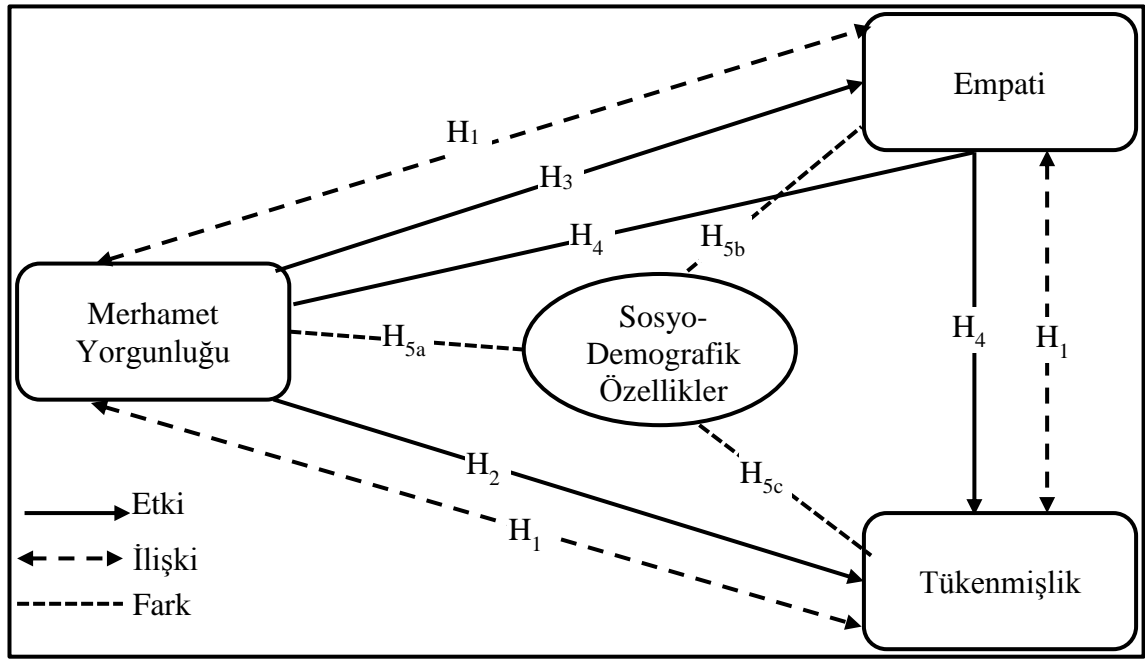 Empati
H1
H3
H4
H5b
Merhamet
Yorgunluğu
H5a
Sosyo-
Demografik
Özellikler
H4
H1
H2
H5c
H1
Etki
İlişki
Fark
Tükenmişlik